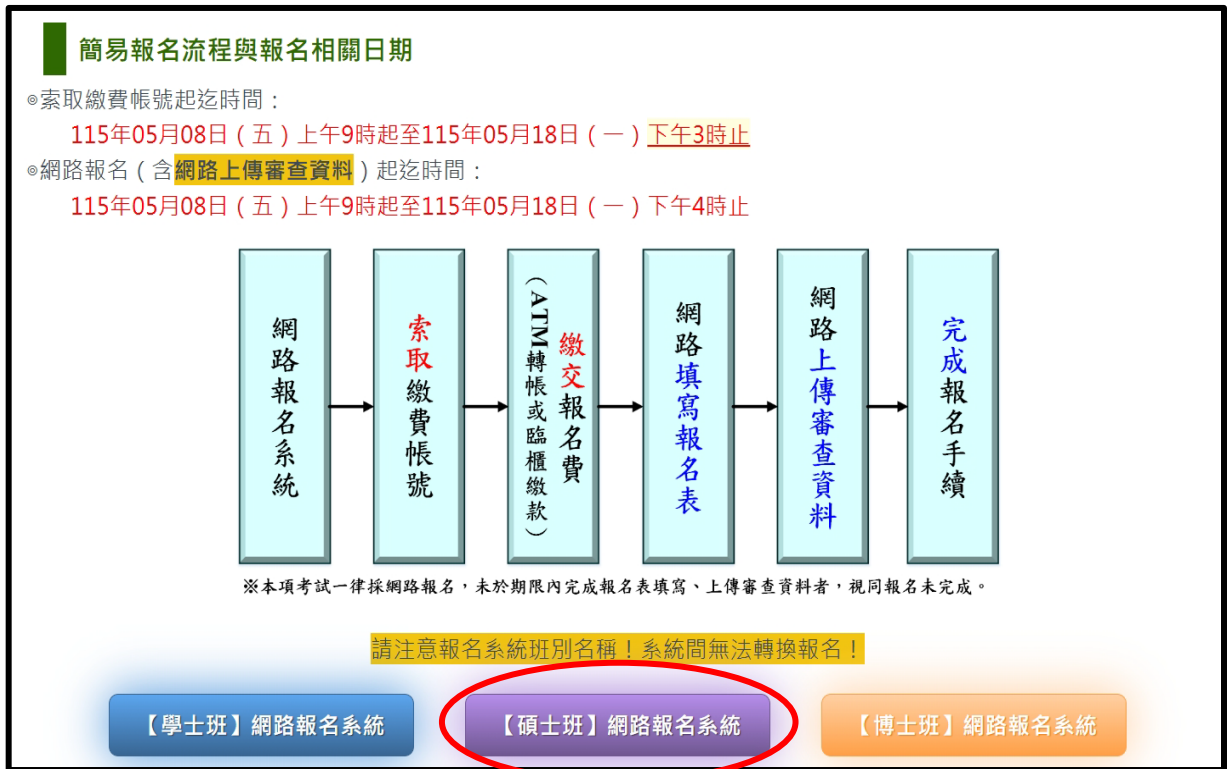 簡易報名流程與報名相關日期
◎索取繳費帳號起迄時間：
115年05月08日（五）上午9時起至115年05月18日（一）下午3時止
◎網路報名（含網路上傳審查資料）起迄時間：
115年05月08日（五）上午9時起至115年05月18日（一）下午4時止
網路報名系統
索取繳費帳號
繳交報名費
（ATM轉帳或臨櫃繳款）
網路填寫報名表
網路上傳審查資料
完成報名手續
※本項考試一律採網路報名，未於期限內完成報名表填寫、上傳審查資料者，視同報名未完成。
請注意報名系統班別名稱！系統間無法轉換報名！
【學士班】網路報名系統
【碩士班】網路報名系統
【博士班】網路報名系統